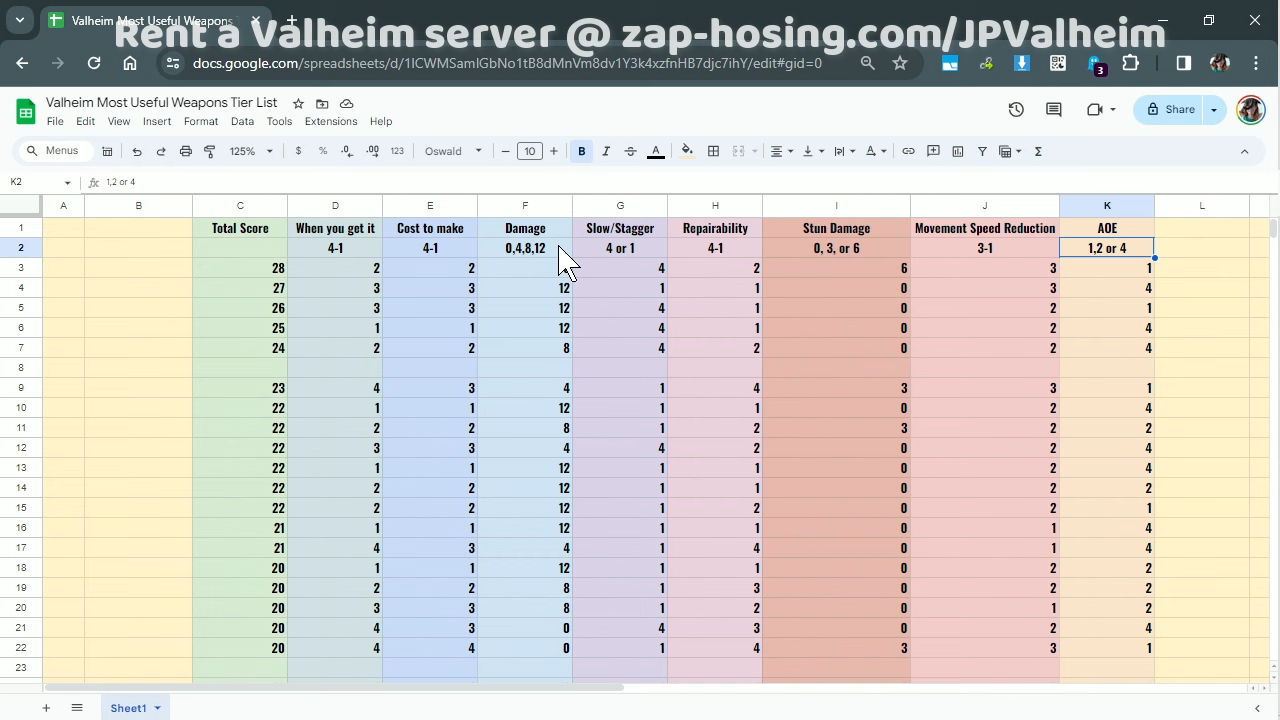 Valheim Most Useful Weapons
Rent a Valheim server @ zap-hosing.com/JPValheim
docs.google.com/spreadsheets/d/1ICWMSamIGbNo1tB8dMnVm8dv1Y3k4xzfnHB7djc7ihY/edit#gid=0
3
Valheim Most Useful Weapons Tier List
File Edit View Insert Format Data Tools Extensions Help
Share
Menus 125% $ % .0 .00 123 Oswald 10 B I A
K2 fx 1,2 or 4
A B C D E F G H I J K L
1 Total Score When you get it Cost to make Damage Slow/Stagger Repairability Stun Damage Movement Speed Reduction AOE
2 4-1 4-1 0,4,8,12 4 or 1 4-1 0, 3, or 6 3-1 1,2 or 4
3 28 2 2 4 2 6 3 1
4 27 3 3 12 1 1 0 3 4
5 26 3 3 12 4 1 0 2 1
6 25 1 1 12 4 1 0 2 4
7 24 2 2 8 4 2 0 2 4
8
9 23 4 3 4 1 4 3 3 1
10 22 1 1 12 1 1 0 2 4
11 22 2 2 8 1 2 3 2 2
12 22 3 3 4 4 2 0 2 4
13 22 1 1 12 1 1 0 2 4
14 22 2 2 12 1 1 0 2 2
15 22 2 2 12 1 2 0 2 1
16 21 1 1 12 1 1 0 1 4
17 21 4 3 4 1 4 0 1 4
18 20 1 1 12 1 1 0 2 2
19 20 2 2 8 1 3 0 2 2
20 20 3 3 8 1 2 0 1 2
21 20 4 3 0 4 3 0 2 4
22 20 4 4 0 1 4 3 3 1
23
Sheet1